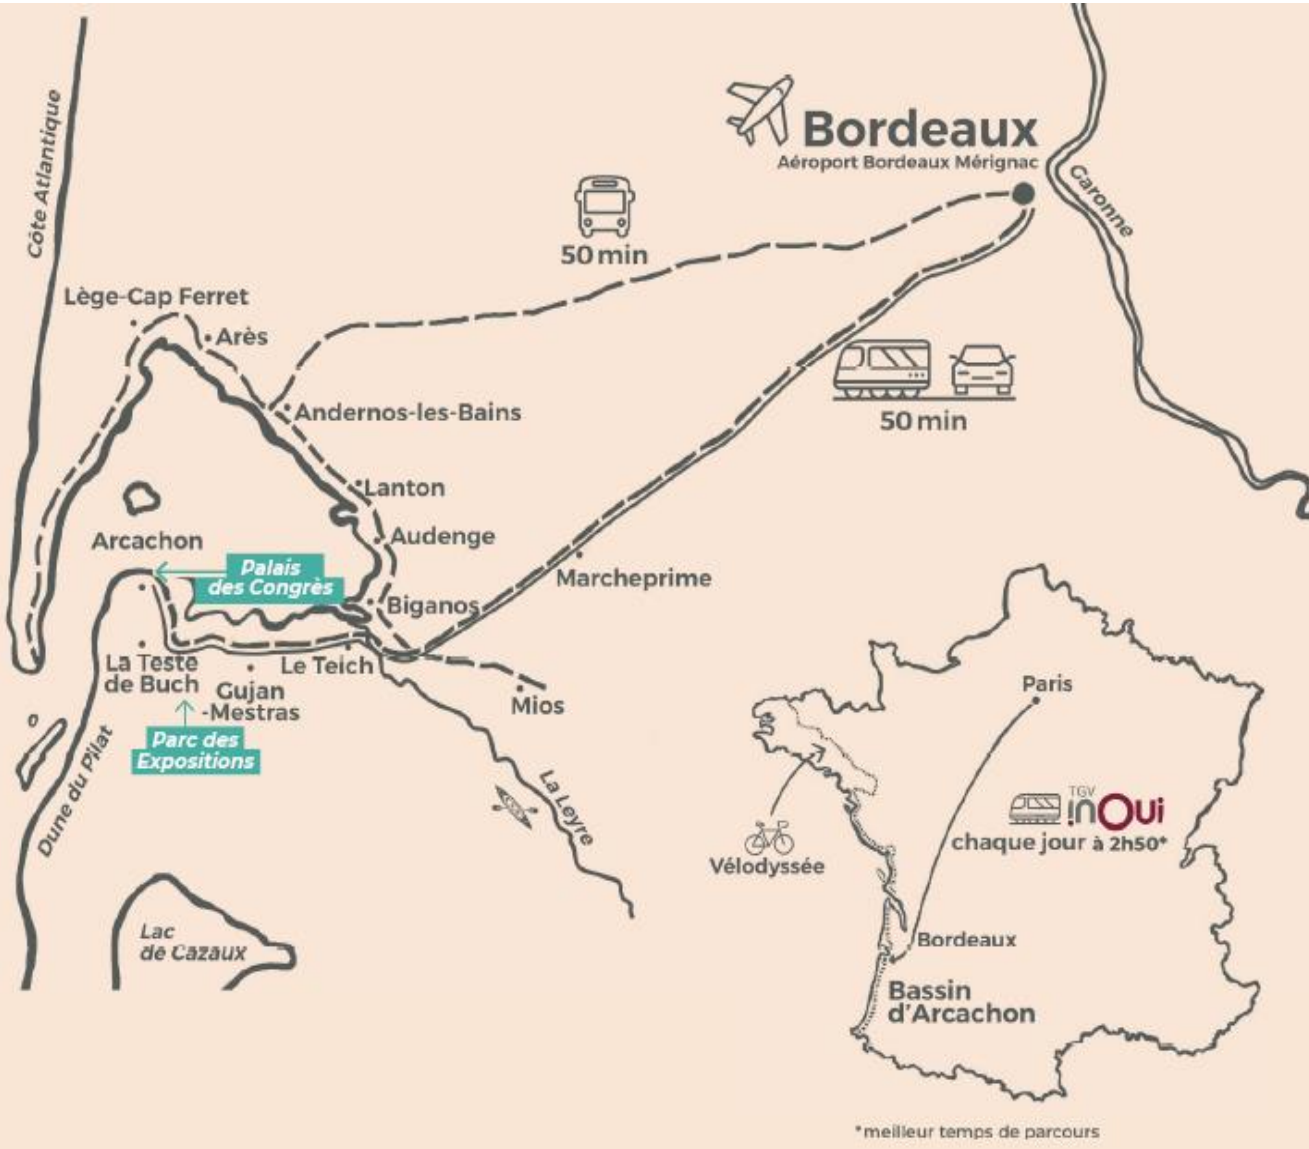 Côte Atlantique
Bordeaux
Aéroport Bordeaux Mérignac
Garonne
50 min
Lège-Cap Ferret
Arès
50 min
Andernos-les-Bains
Lanton
Audenge
Arcachon
Palais
des Congrès
Marcheprime
Biganos
La Teste
de Buch
Le Teich
Gujan
-Mestras
Mios
Parc des
Expositions
Dune du Pilat
La Leyre
Lac
de Cazaux
Paris
TGV
inOui
chaque jour à 2h50*
Vélodyssée
Bordeaux
Bassin
d'Arcachon
*meilleur temps de parcours